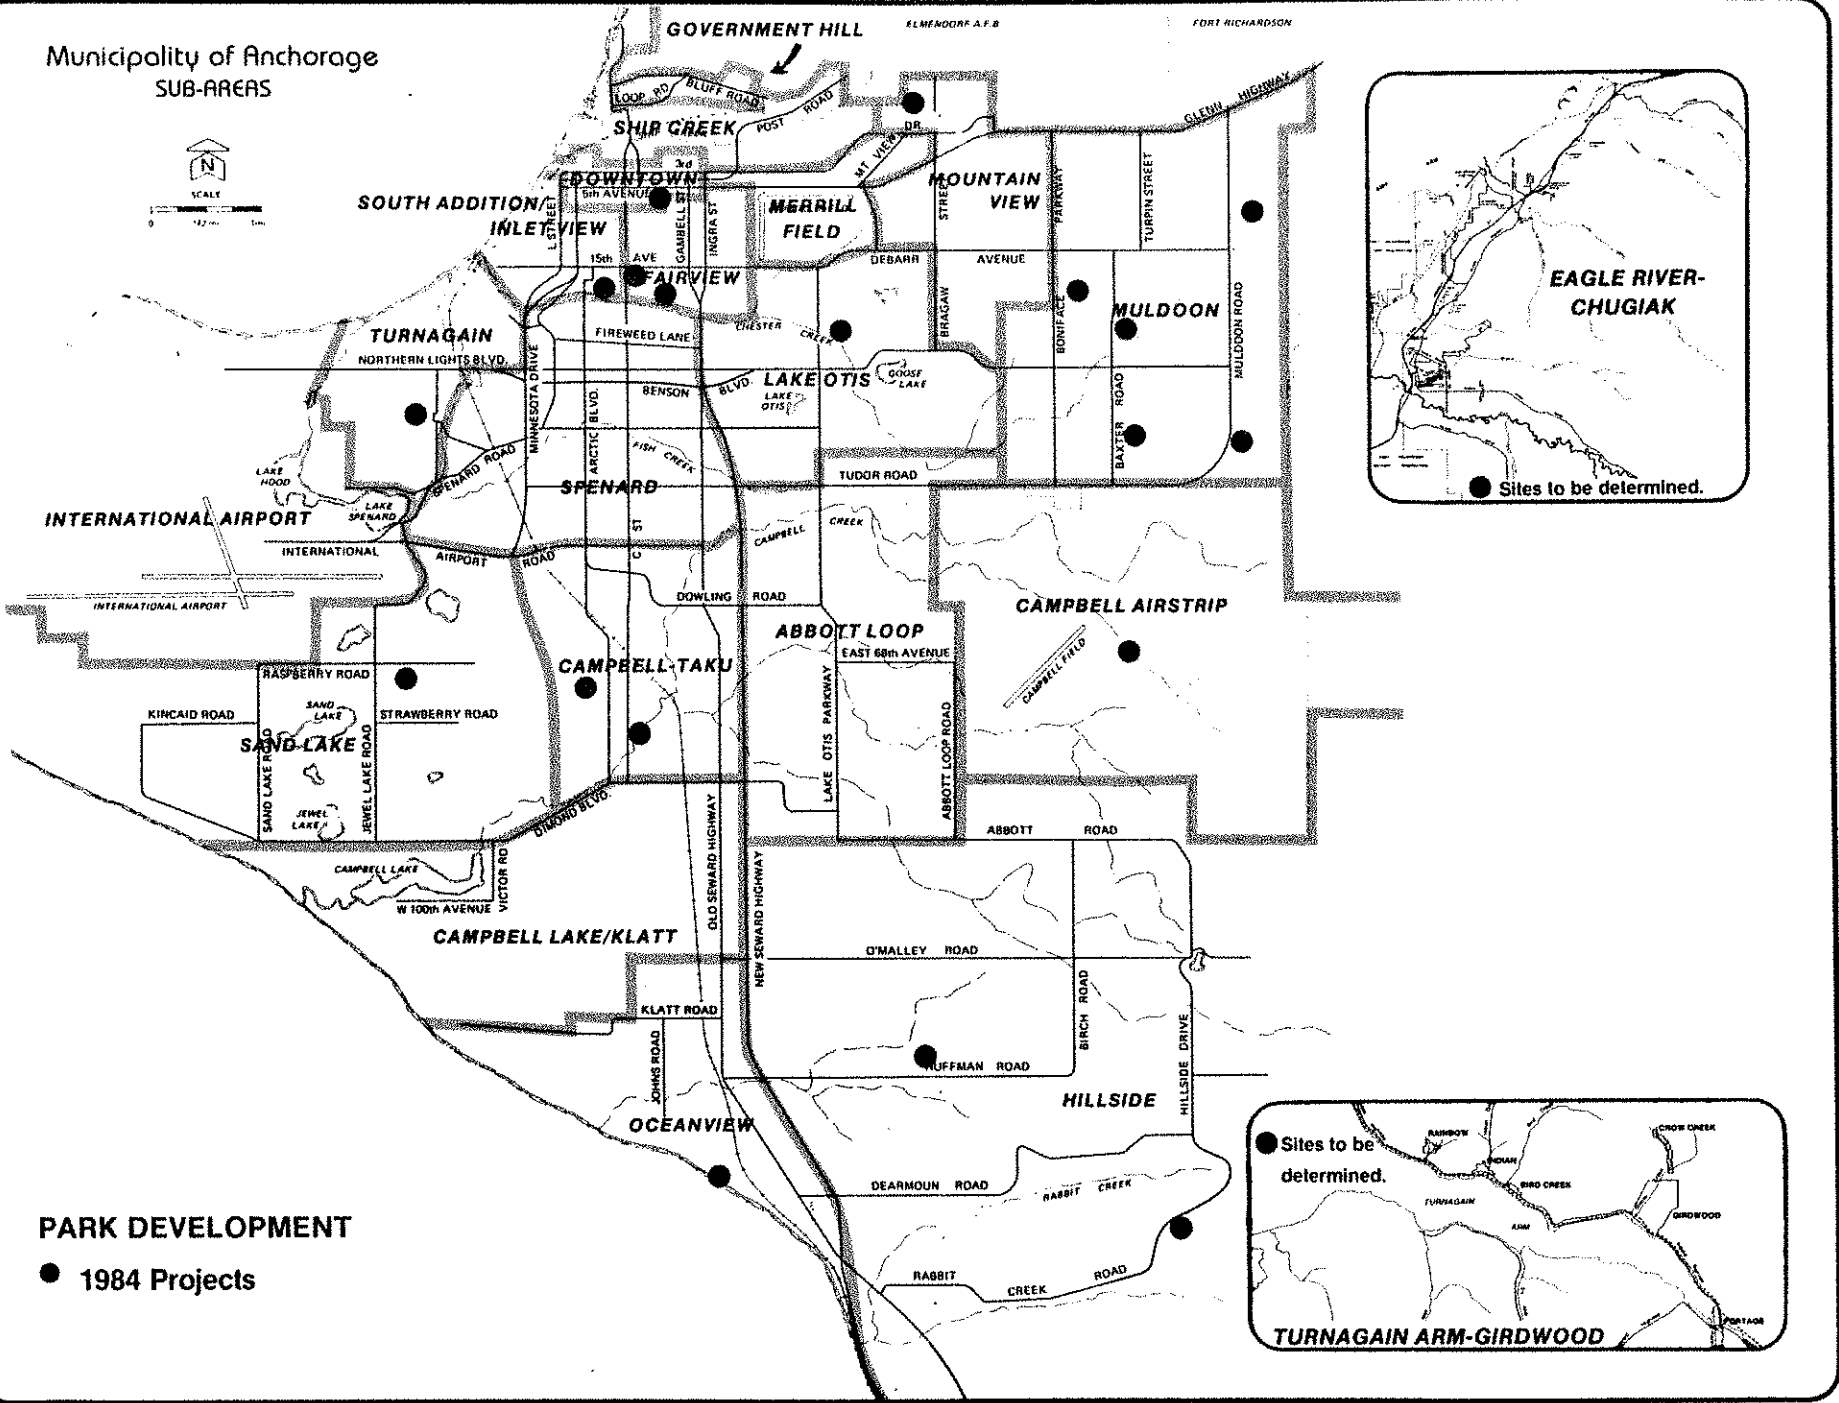 Municipality of Anchorage
SUB-AREAS
N
SCALE
GOVERNMENT HILL
ELMENDORF A.F.B
FORT RICHARDSON
LOOP RD
BLUFF ROAD
POST ROAD
GLENN HIGHWAY
SHIP CREEK
DR
MT VIEW
3rd
DOWNTOWN
5th AVENUE
SOUTH ADDITION/
INLET VIEW
L STREET
GAMBELL ST
INGRA ST
MERRILL
FIELD
MOUNTAIN
VIEW
STREET
PARKWAY
TURPIN STREET
15th AVE
FAIRVIEW
DEBARR AVENUE
BRAGAW
BONIFACE
MULDOON
MULDOON ROAD
EAGLE RIVER-
CHUGIAK
Sites to be determined.
TURNAGAIN
NORTHERN LIGHTS BLVD.
FIREWEED LANE
CHESTER CREEK
MINNESOTA DRIVE
BENSON BLVD.
LAKE OTIS
LAKE
OTIS
GOOSE
LAKE
ARCTIC BLVD.
FISH CREEK
BAXTER ROAD
SPENARD ROAD
LAKE
HOOD
LAKE
SPENARD
SPENARD
TUDOR ROAD
INTERNATIONAL AIRPORT
INTERNATIONAL
AIRPORT ROAD
C ST
CAMPBELL CREEK
INTERNATIONAL AIRPORT
DOWLING ROAD
CAMPBELL AIRSTRIP
CAMPBELL FIELD
ABBOTT LOOP
EAST 68th AVENUE
CAMPBELL-TAKU
RASPBERRY ROAD
KINCAID ROAD
SAND
LAKE
STRAWBERRY ROAD
SAND LAKE
SAND LAKE ROAD
JEWEL LAKE ROAD
JEWEL
LAKE
LAKE OTIS PARKWAY
ABBOTT LOOP ROAD
DIMOND BLVD.
OLD SEWARD HIGHWAY
NEW SEWARD HIGHWAY
ABBOTT ROAD
CAMPBELL LAKE
VICTOR RD
W 100th AVENUE
CAMPBELL LAKE/KLATT
O'MALLEY ROAD
KLATT ROAD
JOHNS ROAD
BIRCH ROAD
HILLSIDE DRIVE
HUFFMAN ROAD
HILLSIDE
OCEANVIEW
DEARMOUN ROAD
RABBIT CREEK
RABBIT CREEK ROAD
PARK DEVELOPMENT
1984 Projects
Sites to be
determined.
RAINBOW
INDIAN
BIRD CREEK
CROW CREEK
GIRDWOOD
TURNAGAIN
ARM
PORTAGE
TURNAGAIN ARM-GIRDWOOD